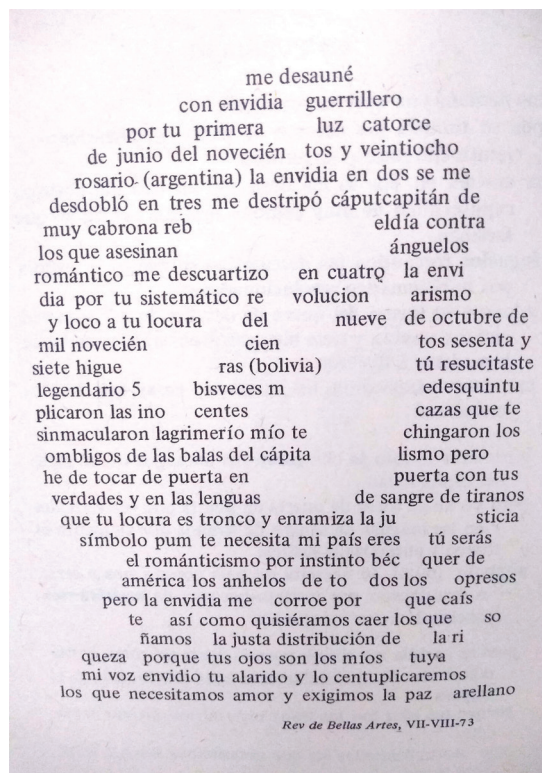 me desauné
con envidia guerrillero
por tu primera luz catorce
de junio del novecién tos y veintiocho
rosario (argentina) la envidia en dos se me
desdobló en tres me destripó cáputcapitán de
muy cabrona reb eldía contra
los que asesinan ánguelos
romántico me descuartizo en cuatro la envi
dia por tu sistemático re volucion arismo
y loco a tu locura del nueve de octubre de
mil novecién cien tos sesenta y
siete higue ras (bolivia) tú resucitaste
legendario 5 bisveces m edesquintu
plicaron las ino centes cazas que te
sinmacularon lagrimerío mío te chingaron los
ombligos de las balas del cápita lismo pero
he de tocar de puerta en puerta con tus
verdades y en las lenguas de sangre de tiranos
que tu locura es tronco y enramiza la ju sticia
símbolo pum te necesita mi país eres tú serás
el románticismo por instinto béc quer de
américa los anhelos de to dos los opresos
pero la envidia me corroe por que caís
te así como quisiéramos caer los que so
ñamos la justa distribución de la ri
queza porque tus ojos son los míos tuya
mi voz envidio tu alarido y lo centuplicaremos
los que necesitamos amor y exigimos la paz arellano
Rev de Bellas Artes, VII-VIII-73